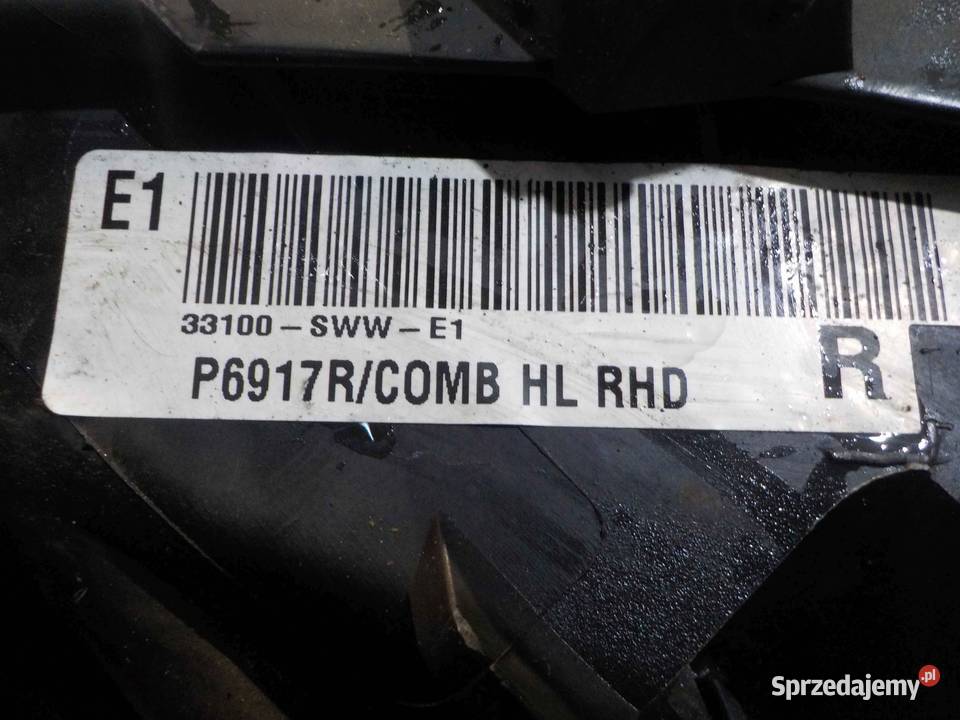 E1
33100-SWW-E1
P6917R/COMB HL RHD
R
Sprzedajemy.pl